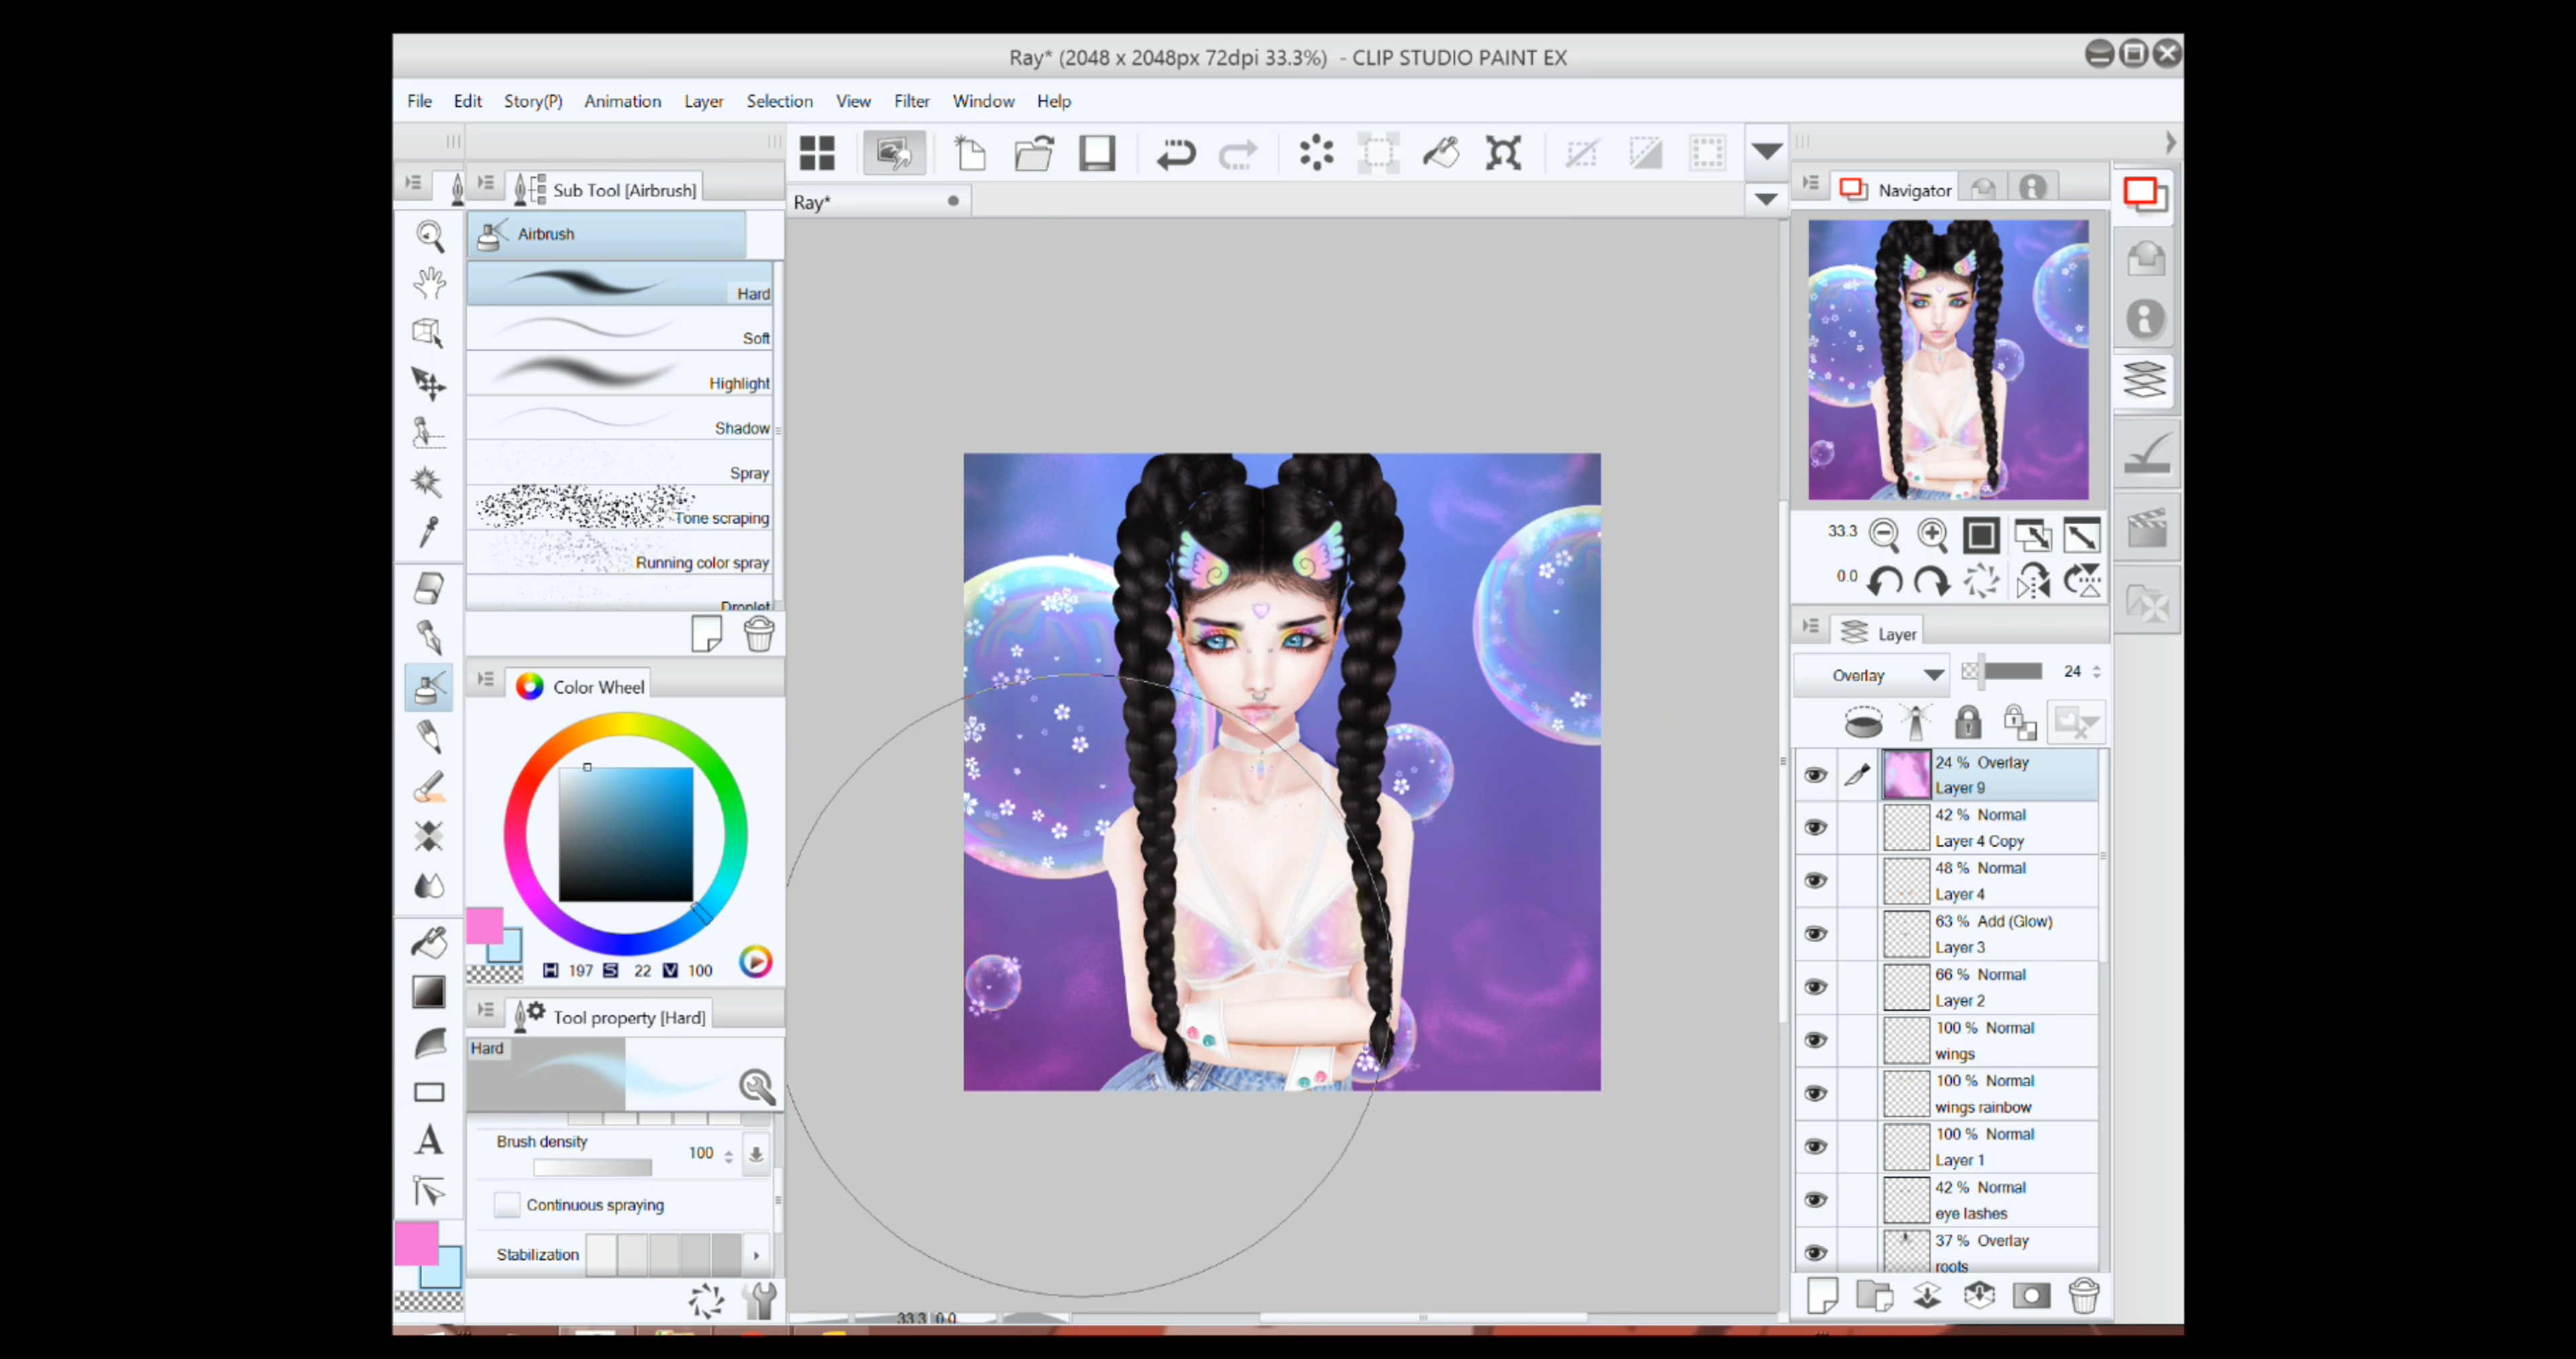 Ray* (2048 x 2048px 72dpi 33.3%) - CLIP STUDIO PAINT EX
File Edit Story(P) Animation Layer Selection View Filter Window Help
Sub Tool [Airbrush]
Airbrush
Hard
Soft
Highlight
Shadow
Spray
Tone scraping
Running color spray
Droplet
Color Wheel
H 197 S 22 V 100
Tool property [Hard]
Hard
Brush density 100
Continuous spraying
Stabilization
A
Ray*
33.3 0.0
Navigator
33.3
0.0
Layer
Overlay 24
24 % Overlay
Layer 9
42 % Normal
Layer 4 Copy
48 % Normal
Layer 4
63 % Add (Glow)
Layer 3
66 % Normal
Layer 2
100 % Normal
wings
100 % Normal
wings rainbow
100 % Normal
Layer 1
42 % Normal
eye lashes
37 % Overlay
roots